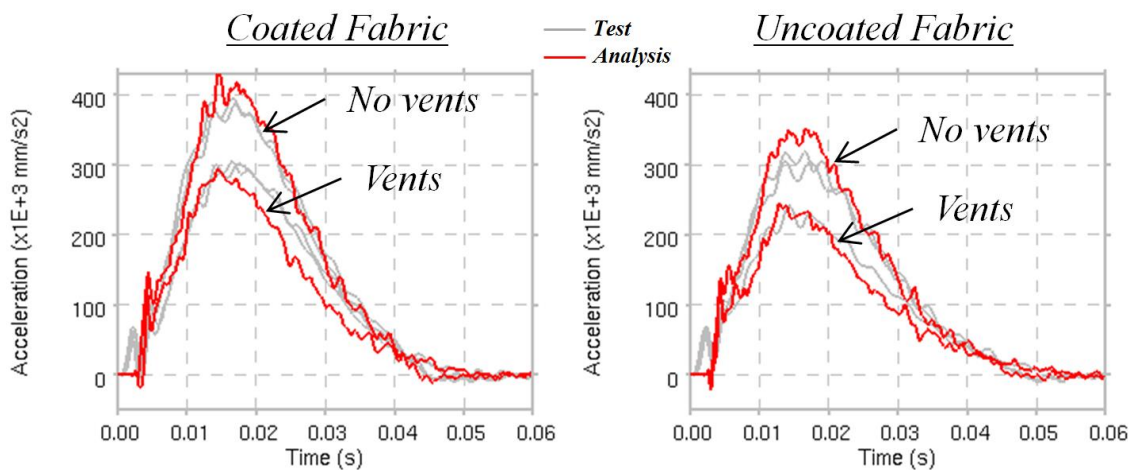 Coated Fabric
Test
Analysis
Uncoated Fabric
Acceleration (x1E+3 mm/s2)
400
300
200
100
0
No vents
Vents
0.00 0.01 0.02 0.03 0.04 0.05 0.06
Time (s)
Acceleration (x1E+3 mm/s2)
400
300
200
100
0
No vents
Vents
0.00 0.01 0.02 0.03 0.04 0.05 0.06
Time (s)